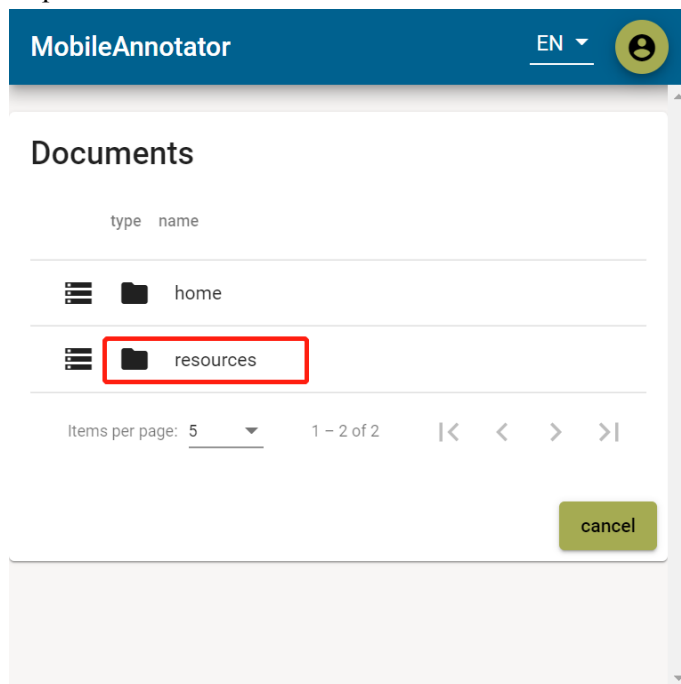 MobileAnnotator EN
Documents
type name
home
resources
Items per page: 5 1 – 2 of 2
cancel